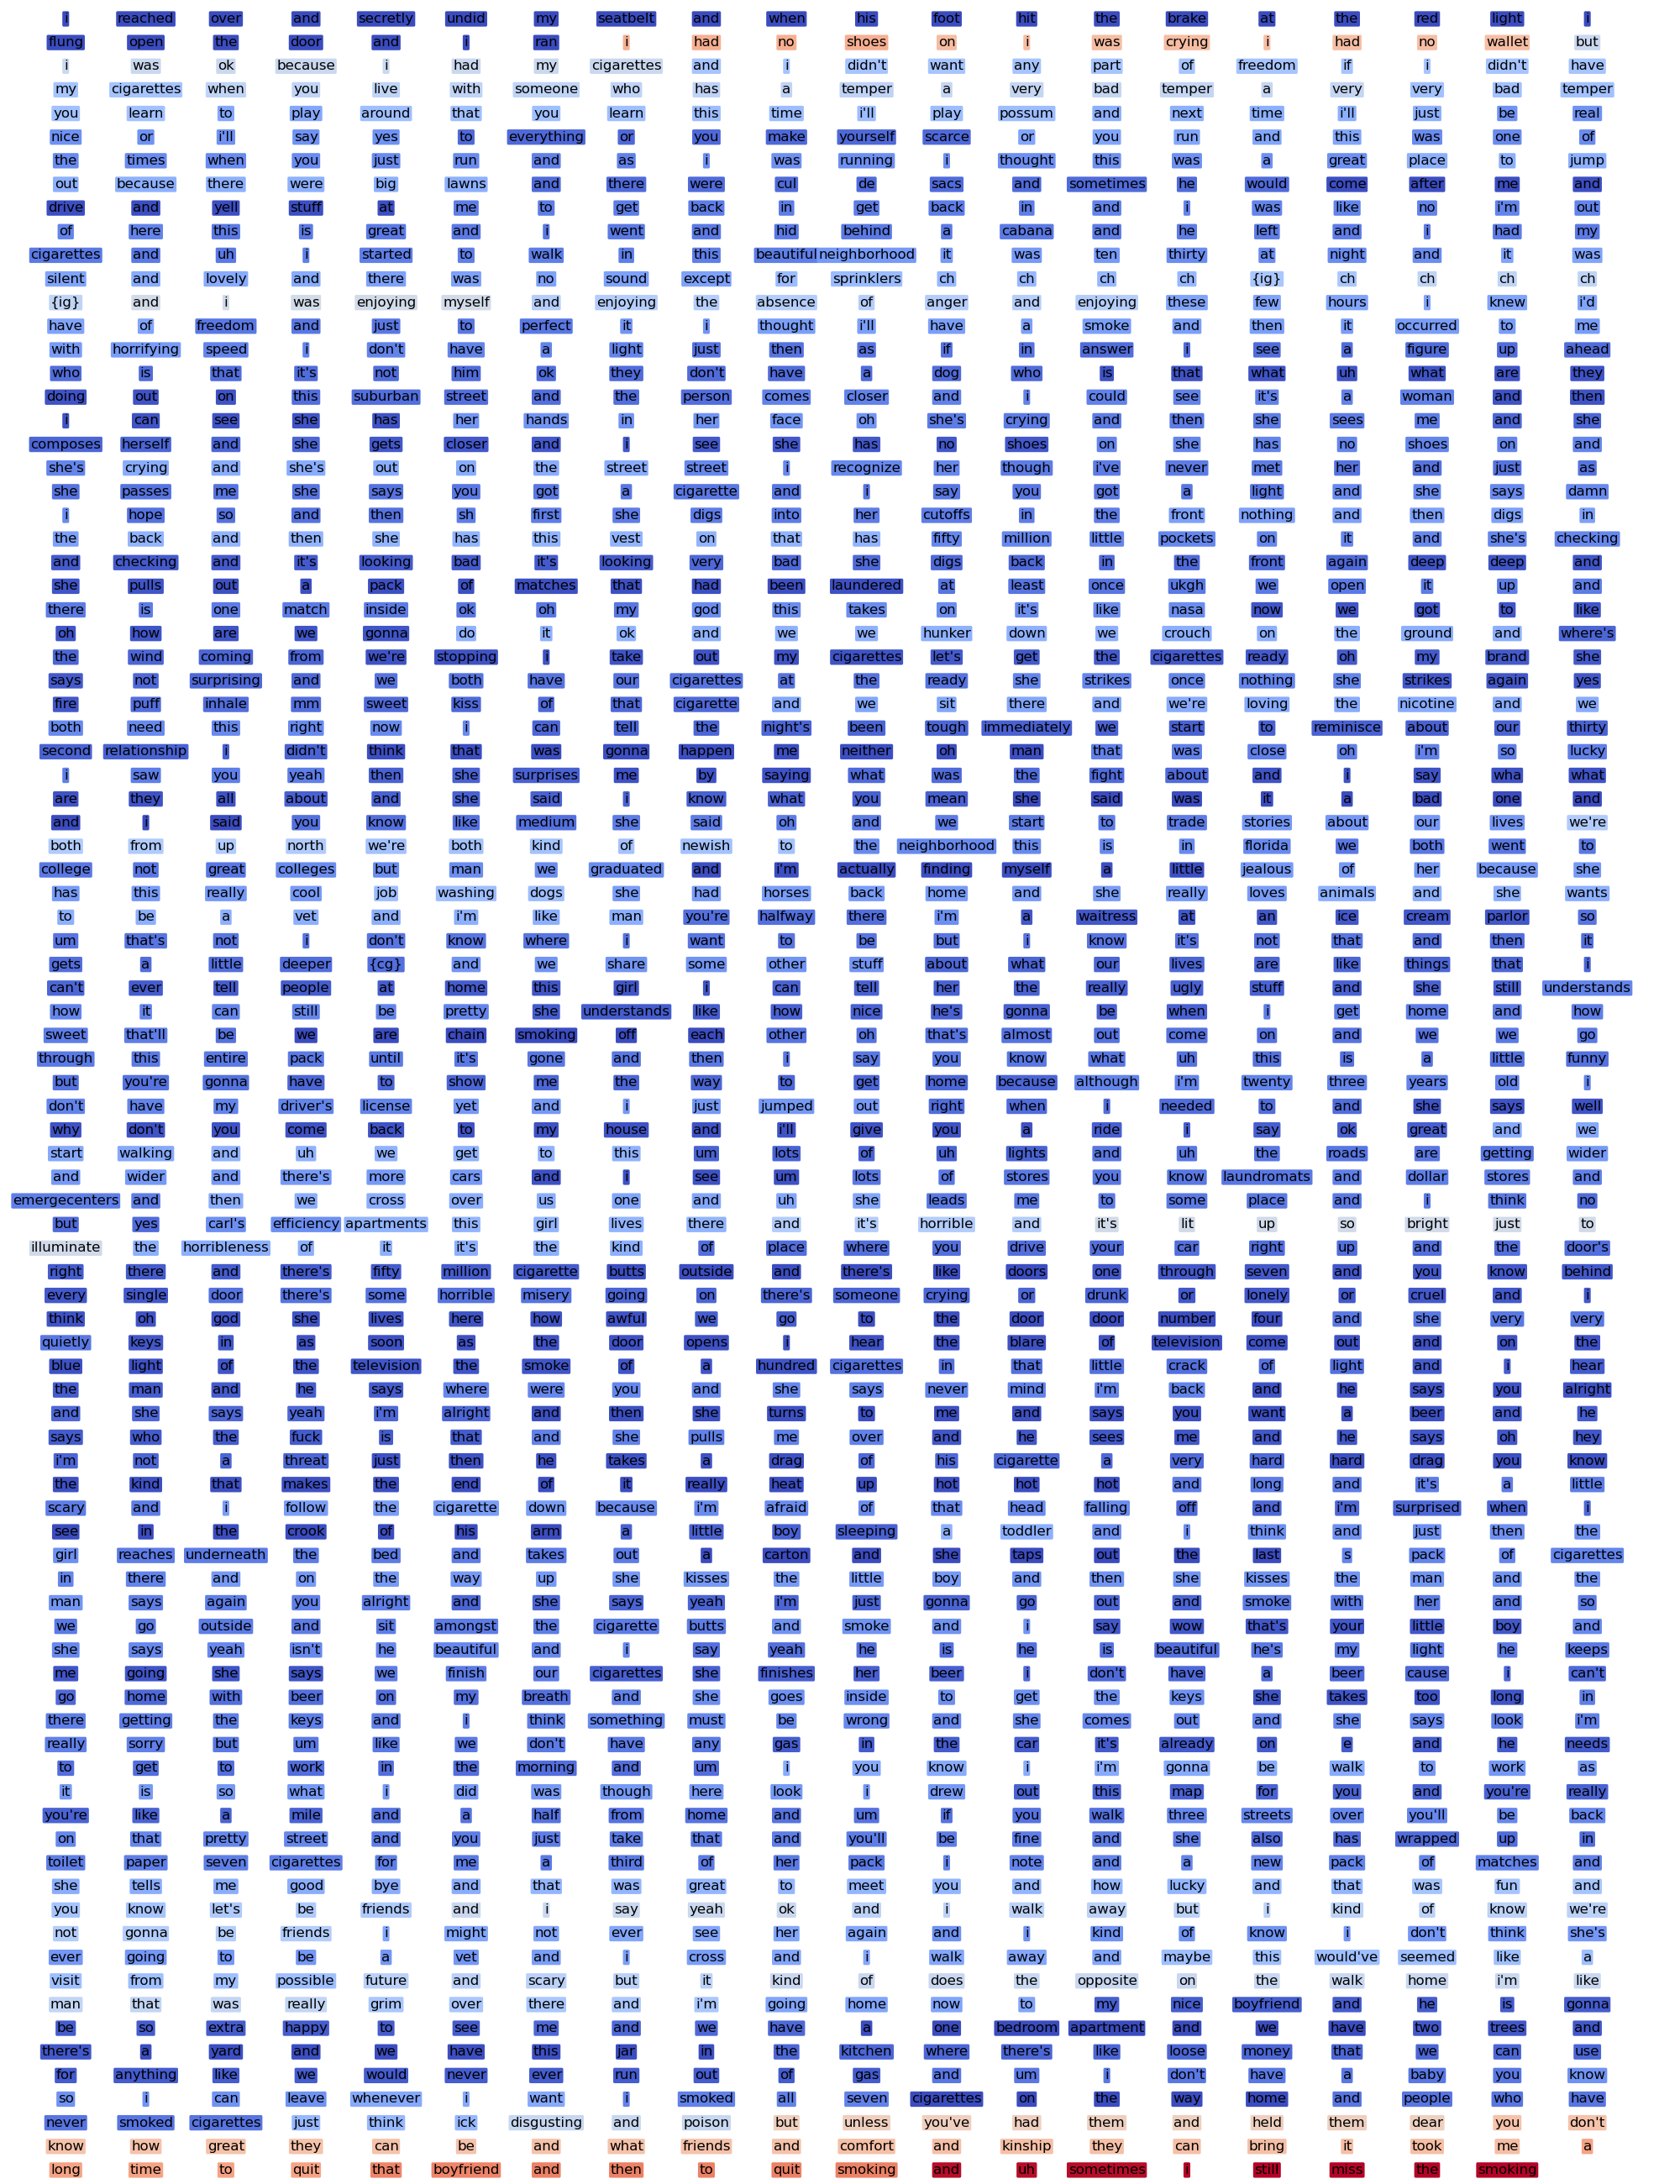 i reached over and secretly undid my seatbelt and when his foot hit the brake at the red light i
flung open the door and i ran i had no shoes on i was crying i had no wallet but
i was ok because i had my cigarettes and i didn't want any part of freedom if i didn't have
my cigarettes when you live with someone who has a temper a very bad temper a very very bad temper
you learn to play around that you learn this time i'll play possum and next time i'll just be real
nice or i'll say yes to everything or you make yourself scarce or you run and this was one of
the times when you just run and as i was running i thought this was a great place to jump
out because there were big lawns and there were cul de sacs and sometimes he would come after me and
drive and yell stuff at me to get back in get back in and i was like no i'm out
of here this is great and i went and hid behind a cabana and he left and i had my
cigarettes and uh i started to walk in this beautiful neighborhood it was ten thirty at night and it was
silent and lovely and there was no sound except for sprinklers ch ch ch {ig} ch ch ch ch
{ig} and i was enjoying myself and enjoying the absence of anger and enjoying these few hours i knew i'd
have of freedom and just to perfect it i thought i'll have a smoke and then it occurred to me
with horrifying speed i don't have a light just then as if in answer i see a figure up ahead
who is that it's not him ok they don't have a dog who is that what uh what are they
doing out on this suburban street and the person comes closer and i could see it's a woman and then
i can see she has her hands in her face oh she's crying and then she sees me and she
composes herself and she gets closer and i see she has no shoes on she has no shoes on and
she's crying and she's out on the street street i recognize her though i've never met her and just as
she passes me she says you got a cigarette and i say you got a light and she says damn
i hope so and then sh first she digs into her cutoffs in the front nothing and then digs in
the back and then she has this vest on that has fifty million little pockets on it and she's checking
and checking and it's looking bad it's looking very bad she digs back in the front again deep deep and
she pulls out a pack of matches that had been laundered at least once ukgh we open it up and
there is one match inside ok oh my god this takes on it's like nasa now we got to like
oh how are we gonna do it ok and we we hunker down we crouch on the ground and where's
the wind coming from we're stopping i take out my cigarettes let's get the cigarettes ready oh my brand she
says not surprising and we both have our cigarettes at the ready she strikes once nothing she strikes again yes
fire puff inhale mm sweet kiss of that cigarette and we sit there and we're loving the nicotine and we
both need this right now i can tell the night's been tough immediately we start to reminisce about our thirty
second relationship i didn't think that was gonna happen me neither oh man that was close oh i'm so lucky
i saw you yeah then she surprises me by saying what was the fight about and i say wha what
are they all about and she said i know what you mean she said was it a bad one and
and i said you know like medium she said oh and we start to trade stories about our lives we're
both from up north we're both kind of newish to the neighborhood this is in florida we both went to
college not great colleges but man we graduated and i'm actually finding myself a little jealous of her because she
has this really cool job washing dogs she had horses back home and she really loves animals and she wants
to be a vet and i'm like man you're halfway there i'm a waitress at an ice cream parlor so
um that's not i don't know where i want to be but i know it's not that and then it
gets a little deeper {cg} and we share some other stuff about what our lives are like things that i
can't ever tell people at home this girl i can tell her the really ugly stuff and she still understands
how it can still be pretty she understands like how nice he's gonna be when i get home and how
sweet that'll be we are chain smoking off each other oh that's almost out come on and we we go
through this entire pack until it's gone and then i say you know what uh this is a little funny
but you're gonna have to show me the way to get home because although i'm twenty three years old i
don't have my driver's license yet and i just jumped out right when i needed to and she says well
why don't you come back to my house and i'll give you a ride i say ok great and we
start walking and uh we get to this um lots of uh lights and uh the roads are getting wider
and wider and there's more cars and i see um lots of stores you know laundromats and dollar stores and
emergecenters and then we cross over us one and uh she leads me to some place and i think no
but yes carl's efficiency apartments this girl lives there and it's horrible and it's lit up so bright just to
illuminate the horribleness of it it's the kind of place where you drive your car right up and the door's
right there and there's fifty million cigarette butts outside and there's like doors one through seven and you know behind
every single door there's some horrible misery going on there's someone crying or drunk or lonely or cruel and i
think oh god she lives here how awful we go to the door door number four and she very very
quietly keys in as soon as the door opens i hear the blare of television come out and on the
blue light of the television the smoke of a hundred cigarettes in that little crack of light and i hear
the man and he says where were you and she says never mind i'm back and he says you alright
and she says yeah i'm alright and then she turns to me and says you want a beer and he
says who the fuck is that and she pulls me over and he sees me and he says oh hey
i'm not a threat just then he takes a drag of his cigarette a very hard hard drag you know
the kind that makes the end of it really heat up hot hot hot and long and it's a little
scary and i follow the cigarette down because i'm afraid of that head falling off and i'm surprised when i
see in the crook of his arm a little boy sleeping a toddler and i think and just then the
girl reaches underneath the bed and takes out a carton and she taps out the last s pack of cigarettes
in there and on the way up she kisses the little boy and then she kisses the man and the
man says again you alright and she says yeah i'm just gonna go out and smoke with her and so
we go outside and sit amongst the cigarette butts and smoke and i say wow that's your little boy and
she says yeah isn't he beautiful and i say yeah he is he is beautiful he's my light he keeps
me going she says we finish our cigarettes she finishes her beer i don't have a beer cause i can't
go home with beer on my breath and she goes inside to get the keys she takes too long in
there getting the keys and i think something must be wrong and she comes out and she says look i'm
really sorry but um like we don't have any gas in the car it's already on e and he needs
to get to work in the morning and um i you know i i'm gonna be walk to work as
it is so what i did was though here look i drew out this map for you and you're really
you're like a mile and a half from home and um if you walk three streets over you'll be back
on that pretty street and you just take that and you'll be fine and she also has wrapped up in
toilet paper seven cigarettes for me a third of her pack i note and a new pack of matches and
she tells me good bye and that was great to meet you and how lucky and that was fun and
you know let's be friends and i say yeah ok and i walk away but i kind of know we're
not gonna be friends i might not ever see her again and i kind of know i don't think she's
ever going to be a vet and i cross and i walk away and maybe this would've seemed like a
visit from my possible future and scary but it kind of does the opposite on the walk home i'm like
man that was really grim over there and i'm going home now to my nice boyfriend and he is gonna
be so extra happy to see me and we have a one bedroom apartment and we have two trees and
there's a yard and we have this jar in the kitchen where there's like loose money that we can use
for anything like we would never ever run out of gas and um i don't have a baby you know
so i can leave whenever i want i smoked all seven cigarettes on the way home and people who have
never smoked cigarettes just think ick disgusting and poison but unless you've had them and held them dear you don't
know how great they can be and what friends and comfort and kinship they can bring it took me a
long time to quit that boyfriend and then to quit smoking and uh sometimes i still miss the smoking